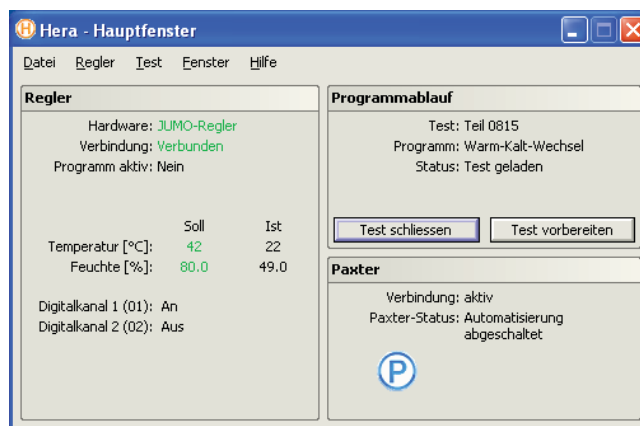 Hera - Hauptfenster
Datei Regler Test Fenster Hilfe
Regler
Hardware: JUMO-Regler
Verbindung: Verbunden
Programm aktiv: Nein
Soll Ist
Temperatur [°C]: 42 22
Feuchte [%]: 80.0 49.0
Digitalkanal 1 (01): An
Digitalkanal 2 (02): Aus
Programmablauf
Test: Teil 0815
Programm: Warm-Kalt-Wechsel
Status: Test geladen
Test schliessen Test vorbereiten
Paxter
Verbindung: aktiv
Paxter-Status: Automatisierung
abgeschaltet
P